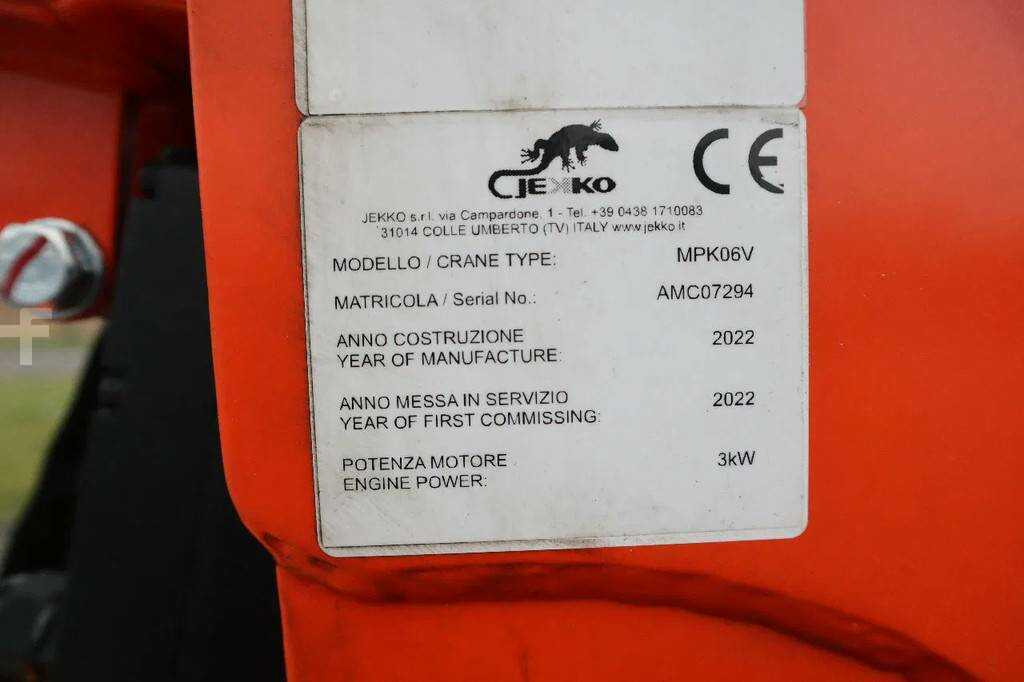 JEKKO
CE
JEKKO s.r.l. via Campardone, 1 - Tel. +39 0438 1710083
31014 COLLE UMBERTO (TV) ITALY www.jekko.it
MODELLO / CRANE TYPE: MPK06V
MATRICOLA / Serial No.: AMC07294
ANNO COSTRUZIONE 2022
YEAR OF MANUFACTURE:
ANNO MESSA IN SERVIZIO 2022
YEAR OF FIRST COMMISSING:
POTENZA MOTORE 3kW
ENGINE POWER: